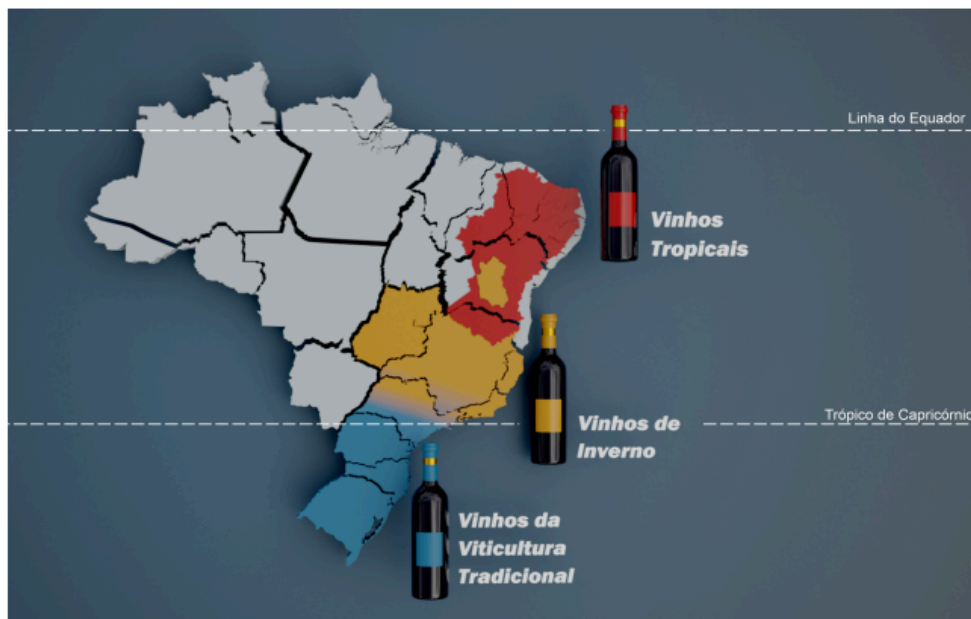 Linha do Equador
Vinhos
Tropicais
Trópico de Capricórnio
Vinhos de
Inverno
Vinhos da
Viticultura
Tradicional